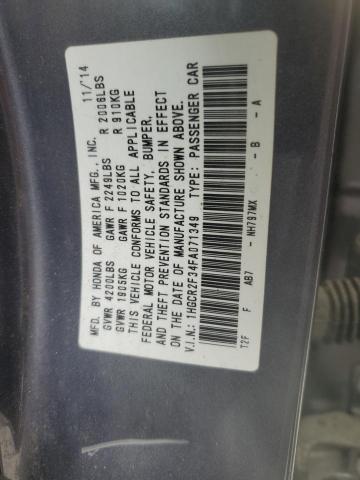 MFD. BY HONDA OF AMERICA MFG., INC. 11/14
GVWR 4200LBS GAWR F 2249LBS R 2006LBS
GVWR 1905KG GAWR F 1020KG R 910KG
THIS VEHICLE CONFORMS TO ALL APPLICABLE
FEDERAL MOTOR VEHICLE SAFETY, BUMPER,
AND THEFT PREVENTION STANDARDS IN EFFECT
ON THE DATE OF MANUFACTURE SHOWN ABOVE.
V.I.N.: 1HGCR2F34FA071349 TYPE: PASSENGER CAR
F AB7 - NH797MX - B - A
T2F